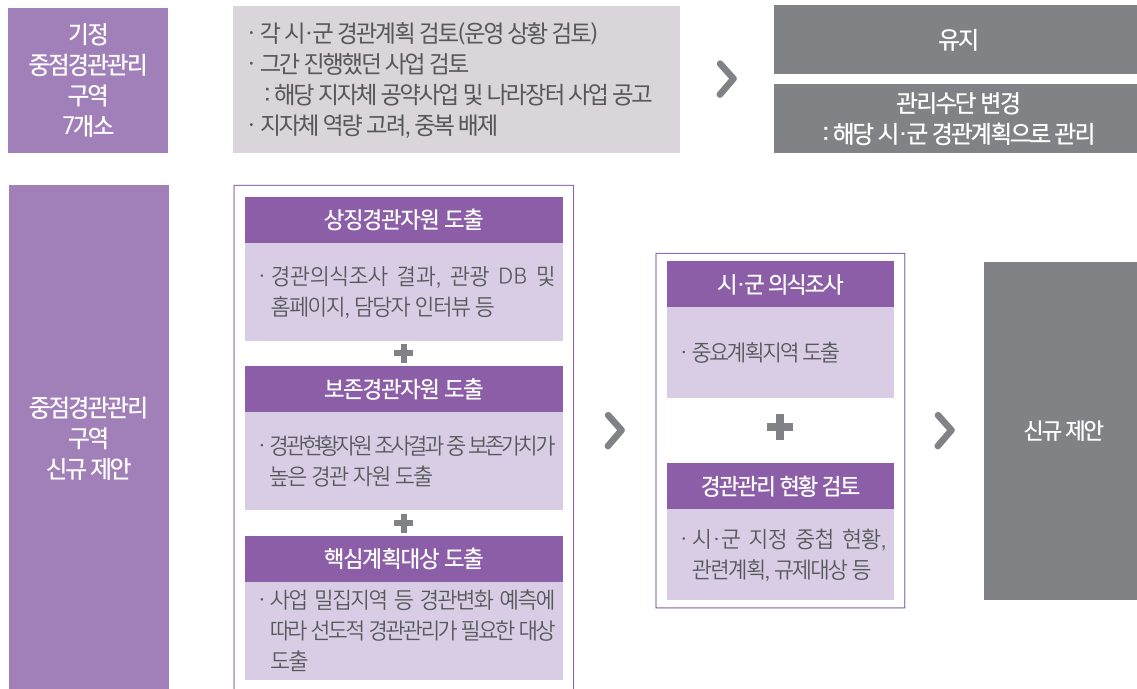 기정
중점경관관리
구역
7개소
· 각 시·군 경관계획 검토(운영 상황 검토)
· 그간 진행했던 사업 검토
: 해당 지자체 공약사업 및 나라장터 사업 공고
· 지자체 역량 고려, 중복 배제
유지
관리수단 변경
: 해당 시·군 경관계획으로 관리
중점경관관리
구역
신규 제안
상징경관자원 도출
· 경관의식조사 결과, 관광 DB 및
홈페이지, 담당자 인터뷰 등
보존경관자원 도출
· 경관현황자원 조사결과 중 보존가치가
높은 경관 자원 도출
핵심계획대상 도출
· 사업 밀집지역 등 경관변화 예측에
따라 선도적 경관관리가 필요한 대상
도출
시·군 의식조사
· 중요계획지역 도출
경관관리 현황 검토
· 시·군 지정 중첩 현황,
관련계획, 규제대상 등
신규 제안